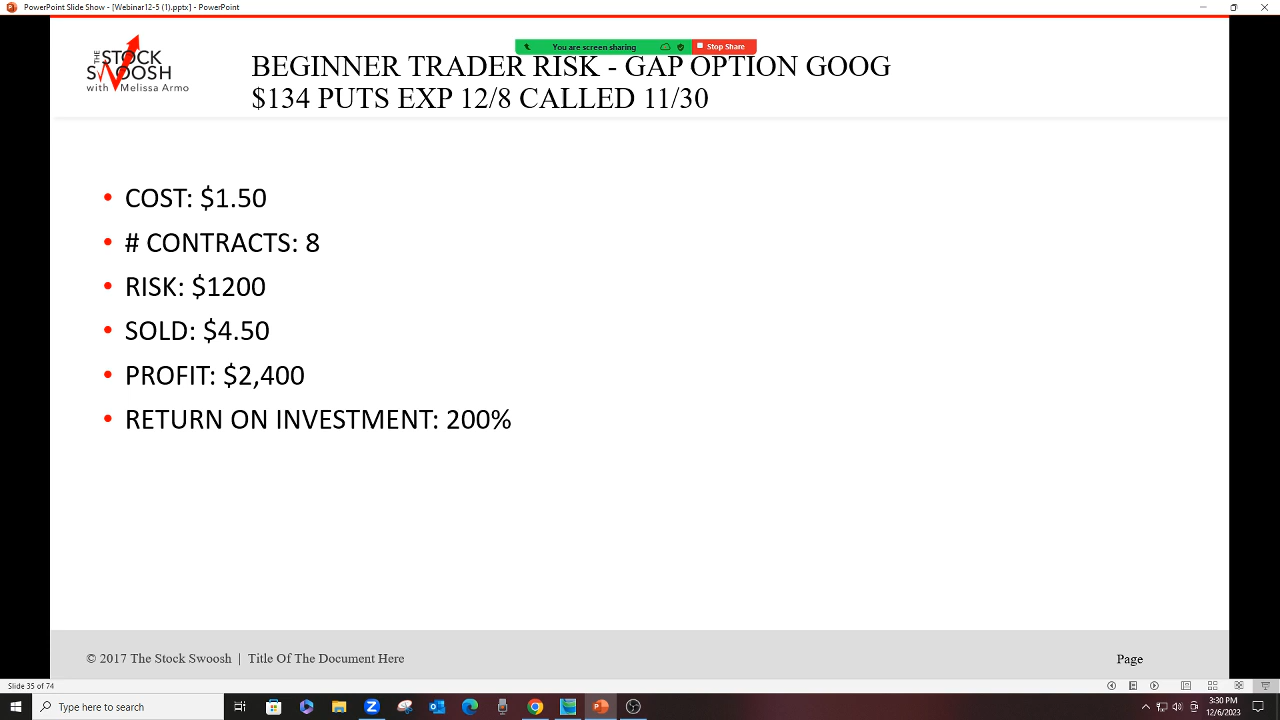 PowerPoint Slide Show - [Webinar12-5 (1).pptx] - PowerPoint
You are screen sharing
Stop Share
THE STOCK
SWOOSH
with Melissa Armo
BEGINNER TRADER RISK - GAP OPTION GOOG
$134 PUTS EXP 12/8 CALLED 11/30
• COST: $1.50
• # CONTRACTS: 8
• RISK: $1200
• SOLD: $4.50
• PROFIT: $2,400
• RETURN ON INVESTMENT: 200%
© 2017 The Stock Swoosh | Title Of The Document Here
Page
Slide 35 of 74
Type here to search
3:30 PM
12/6/2023